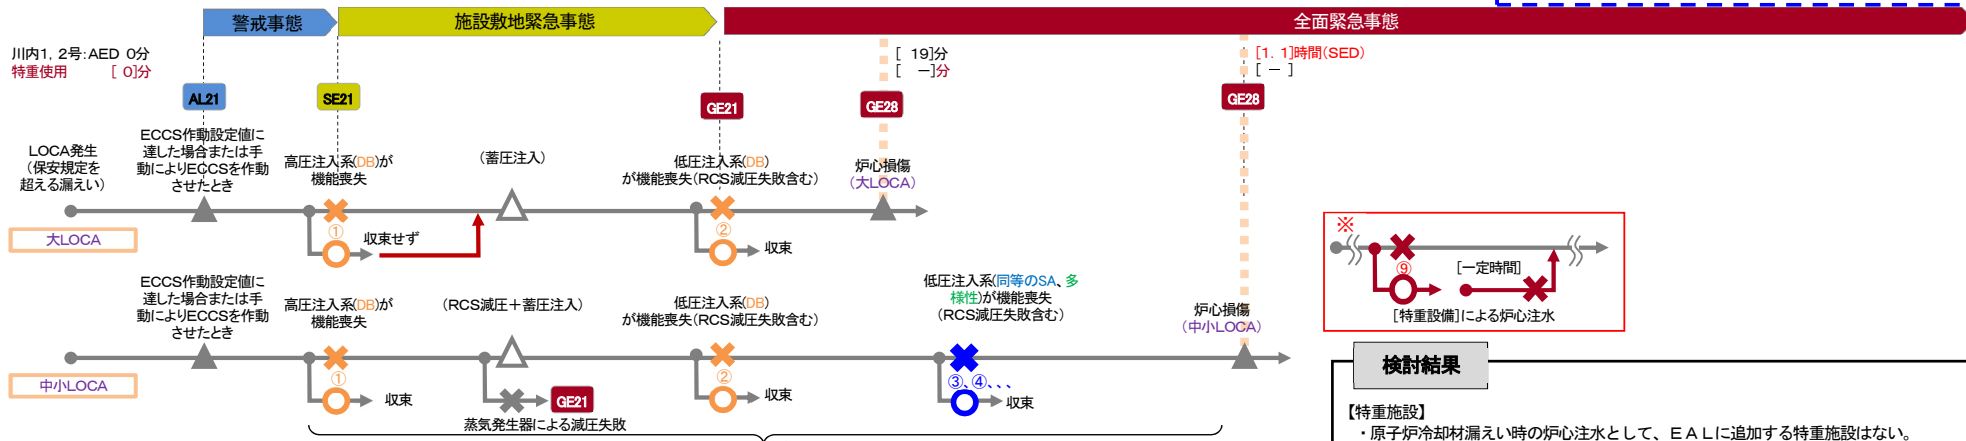 警戒事態
施設敷地緊急事態
全面緊急事態
川内1, 2号:AED 0分
特重使用 [ 0]分
[ 19]分
[ －]分
[1. 1]時間(SED)
[ － ]
AL21
SE21
GE21
GE28
GE28
LOCA発生
(保安規定を
超える漏えい)
ECCS作動設定値に
達した場合または手
動によりECCSを作動
させたとき
高圧注入系(DB)が
機能喪失
(蓄圧注入)
低圧注入系(DB)
が機能喪失(RCS減圧失敗含む)
炉心損傷
(大LOCA)
大LOCA
①
収束せず
②
収束
ECCS作動設定値に
達した場合または手
動によりECCSを作動
させたとき
高圧注入系(DB)が
機能喪失
(RCS減圧＋蓄圧注入)
低圧注入系(DB)
が機能喪失(RCS減圧失敗含む)
低圧注入系(同等のSA、多
様性)が機能喪失
(RCS減圧失敗含む)
炉心損傷
(中小LOCA)
中小LOCA
①
収束
GE21
蒸気発生器による減圧失敗
②
収束
③、④、、、
収束
※
⑨
[一定時間]
[特重設備]による炉心注水
検討結果
【特重施設】
・原子炉冷却材漏えい時の炉心注水として、EALに追加する特重施設はない。